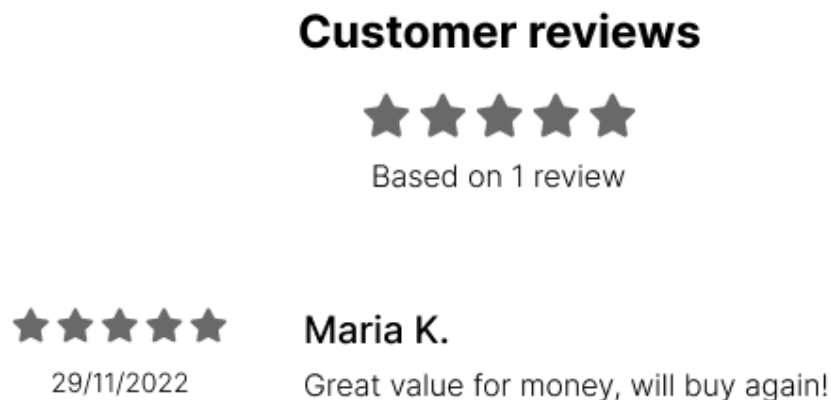 Customer reviews
Based on 1 review
Maria K.
29/11/2022
Great value for money, will buy again!